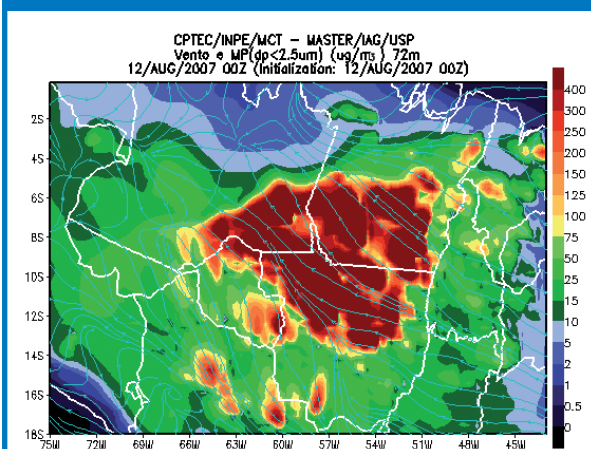 CPTEC/INPE/MCT - MASTER/IAG/USP
Vento e MP(dp<2.5um) (ug/m3) 72m
12/AUG/2007 00Z (Initialization: 12/AUG/2007 00Z)
400
300
250
200
150
125
100
75
50
25
15
10
5
2
1
0.5
0
2S
4S
6S
8S
10S
12S
14S
16S
18S
75W 72W 69W 66W 63W 60W 57W 54W 51W 48W 45W